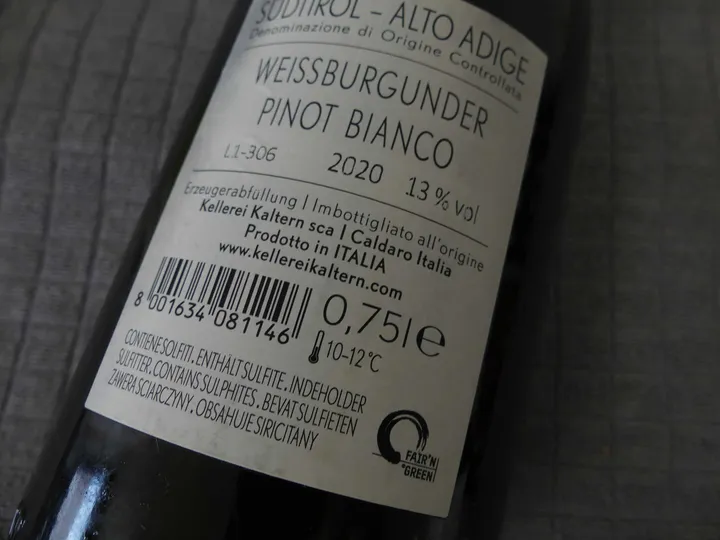 SÜDTIROL – ALTO ADIGE
Denominazione di Origine Controllata
WEISSBURGUNDER
PINOT BIANCO
L1-306 2020 13 % vol
Erzeugerabfüllung | Imbottigliato all'origine
Kellerei Kaltern sca | Caldaro Italia
Prodotto in ITALIA
www.kellereikaltern.com
8 001634 081146
0,75l e
10–12°C
CONTIENE SOLFITI. ENTHÄLT SULFITE. INDEHOLDER
SULFITTER. CONTAINS SULPHITES. BEVAT SULFIETEN
ZAWIERA SIARCZYNY. OBSAHUJE SIRICITANY
FAIR'N
GREEN